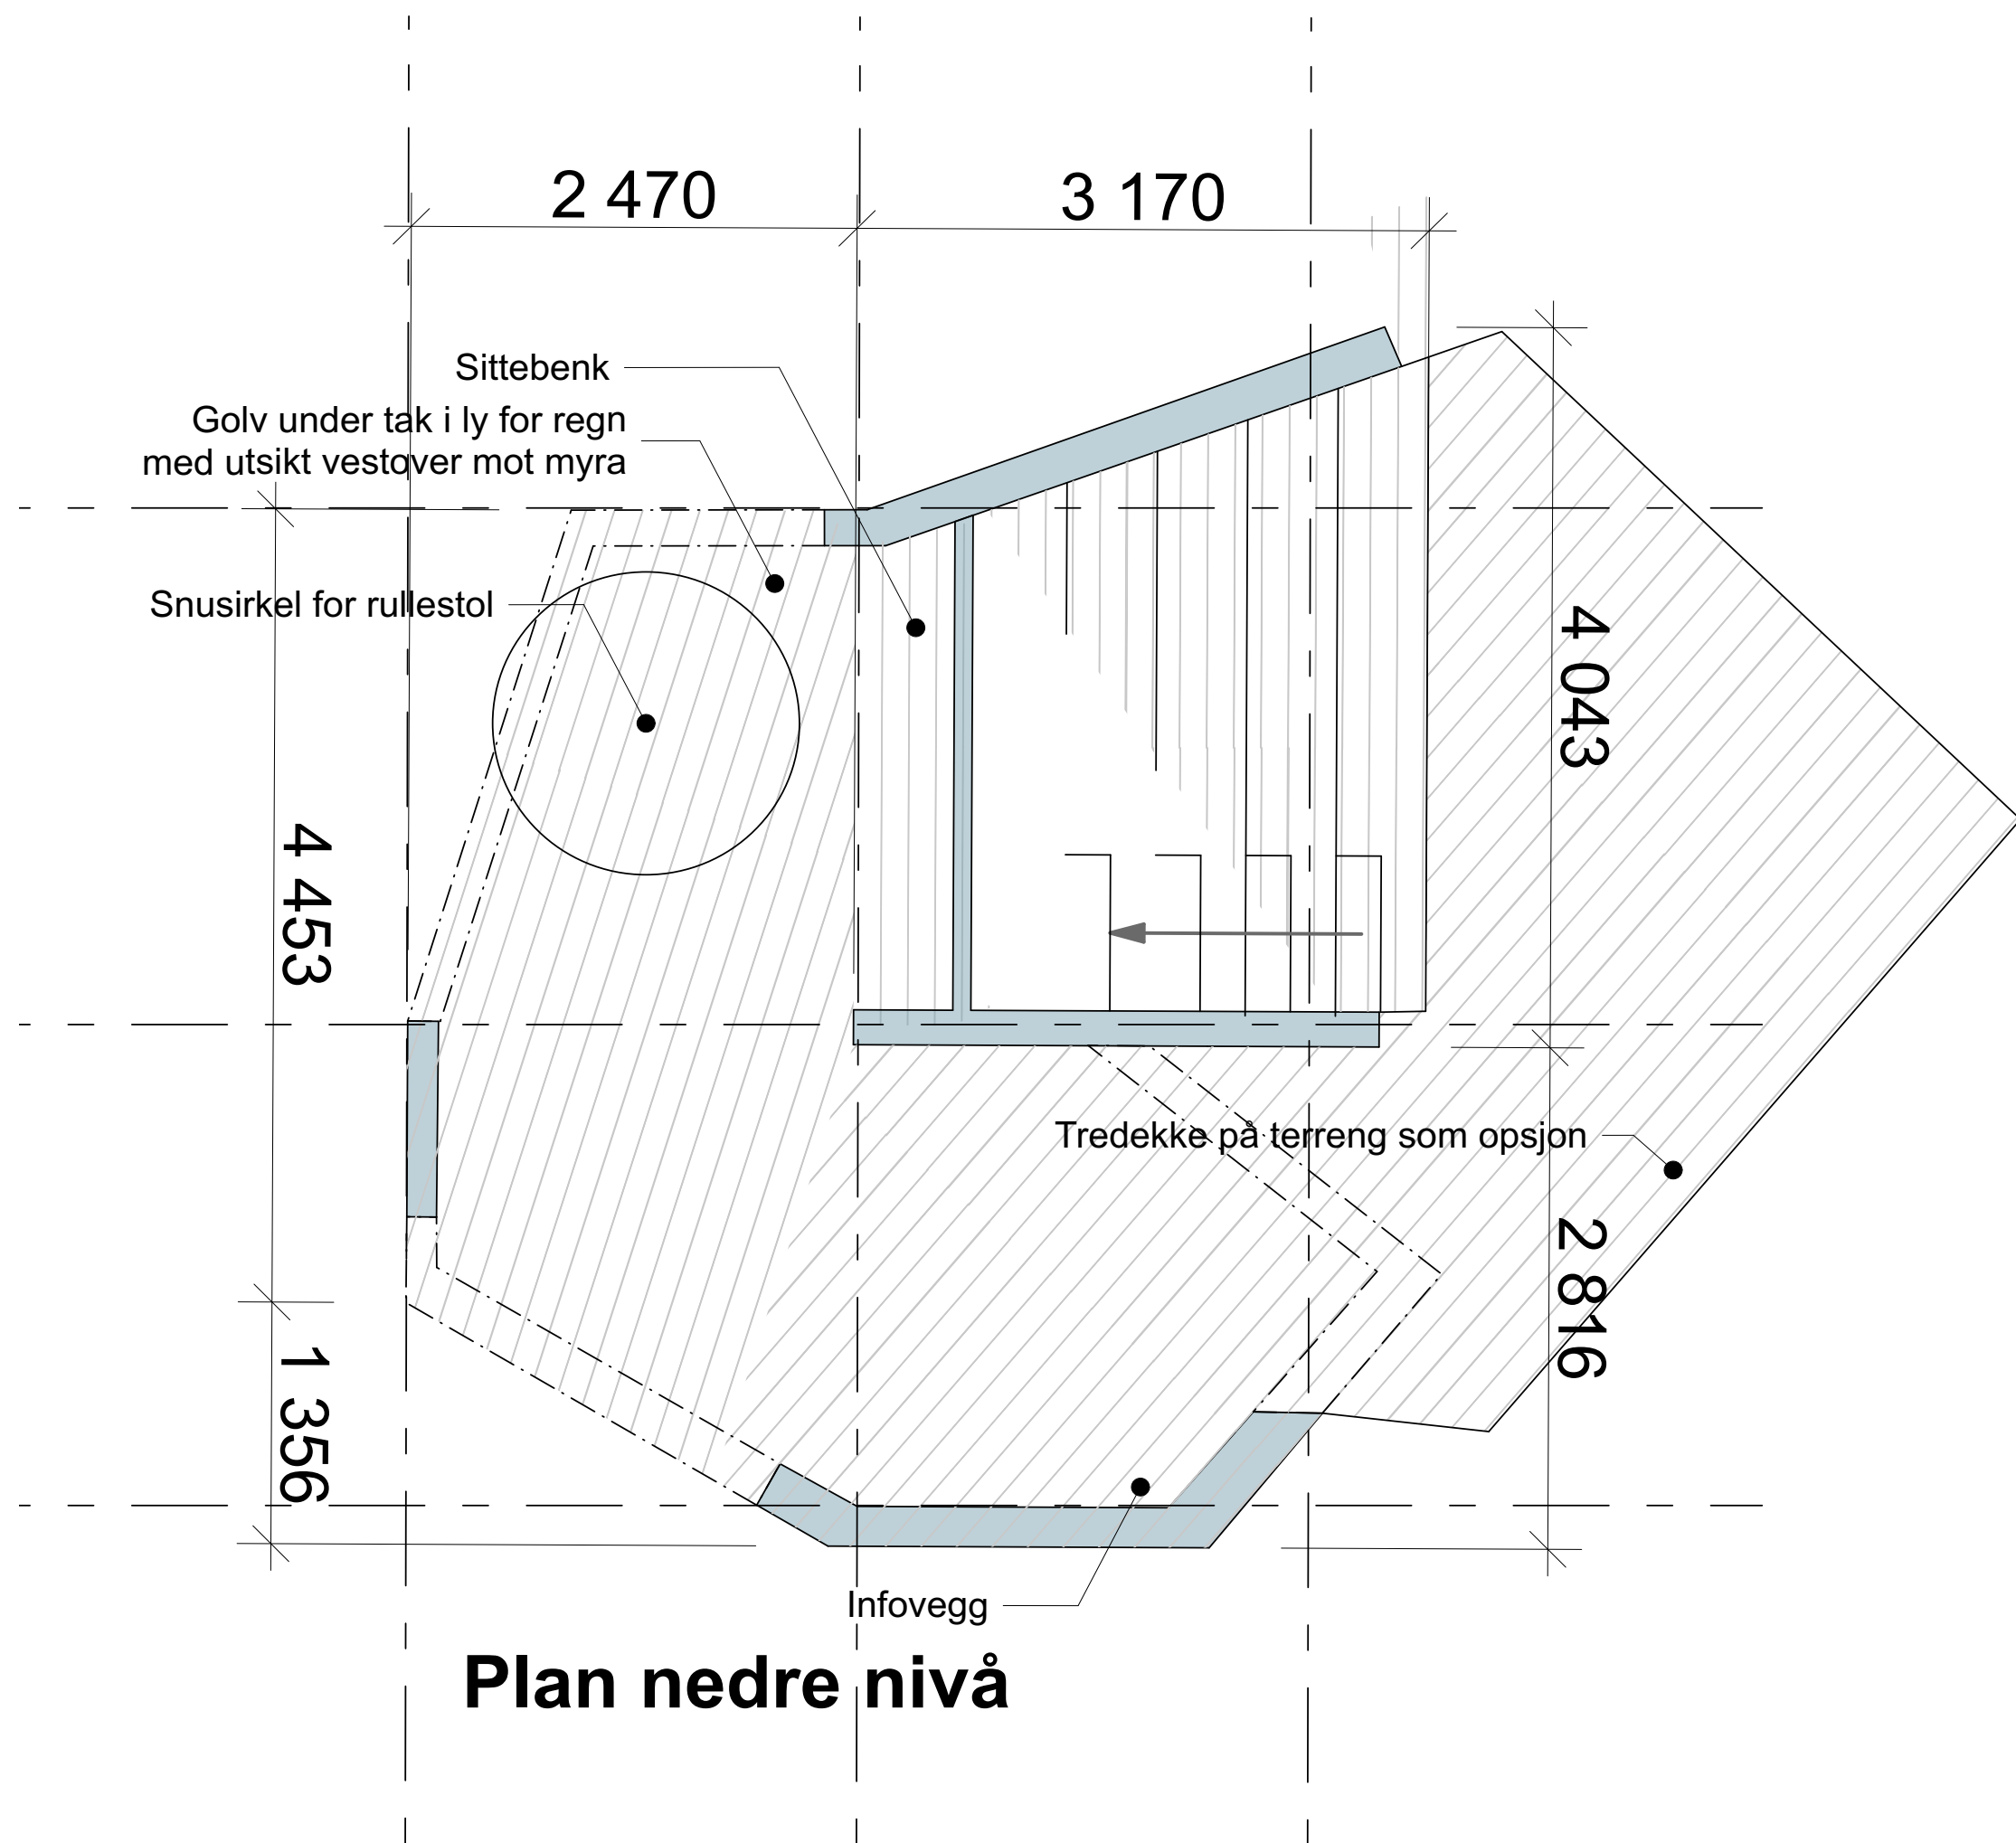 2 470
3 170
Sittebenk
Golv under tak i ly for regn
med utsikt vestover mot myra
Snusirkel for rullestol
4 043
4 453
Tredekke på terreng som opsjon
2 816
1 356
Infovegg
Plan nedre nivå